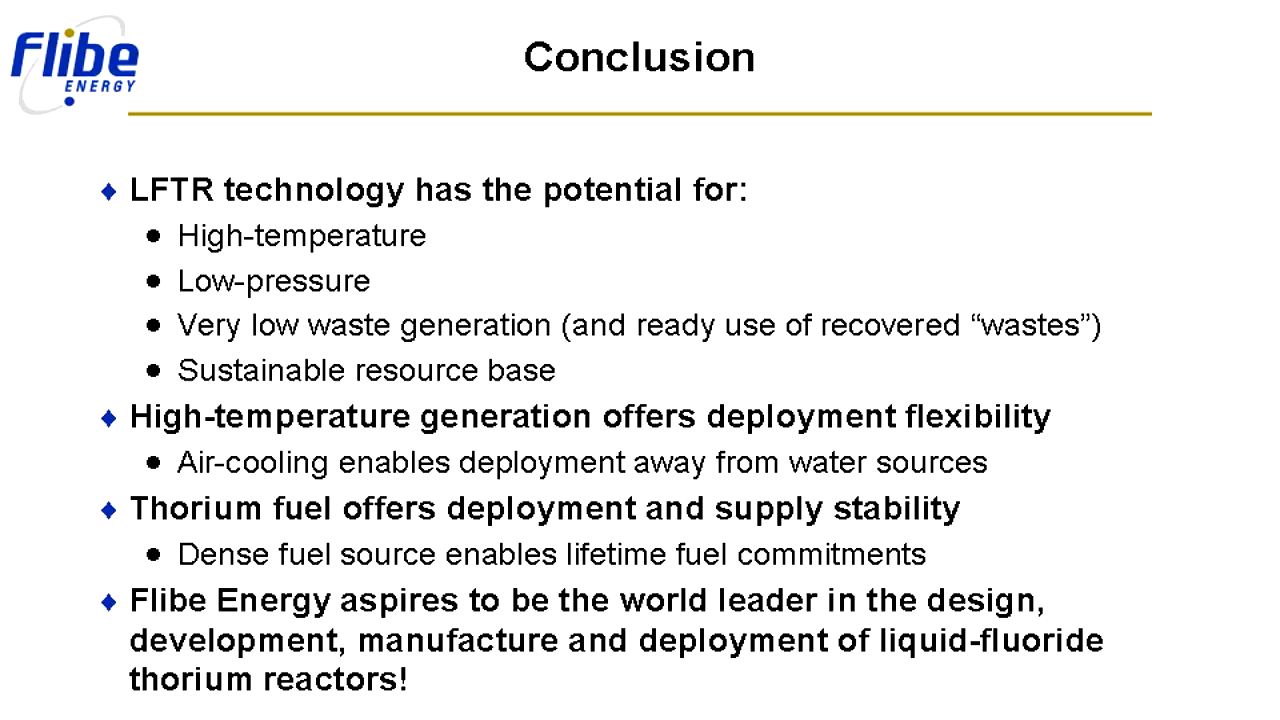 Flibe
ENERGY
Conclusion
LFTR technology has the potential for:
High-temperature
Low-pressure
Very low waste generation (and ready use of recovered “wastes”)
Sustainable resource base
High-temperature generation offers deployment flexibility
Air-cooling enables deployment away from water sources
Thorium fuel offers deployment and supply stability
Dense fuel source enables lifetime fuel commitments
Flibe Energy aspires to be the world leader in the design,
development, manufacture and deployment of liquid-fluoride
thorium reactors!